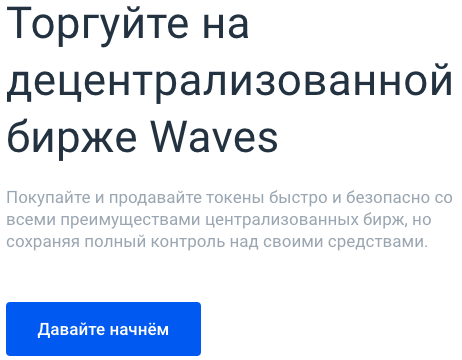 Торгуйте на
децентрализованной
бирже Waves
Покупайте и продавайте токены быстро и безопасно со
всеми преимуществами централизованных бирж, но
сохраняя полный контроль над своими средствами.
Давайте начнём